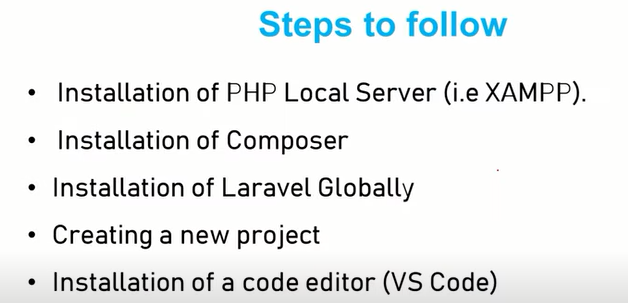 Steps to follow
• Installation of PHP Local Server (i.e XAMPP).
• Installation of Composer
• Installation of Laravel Globally
• Creating a new project
• Installation of a code editor (VS Code)